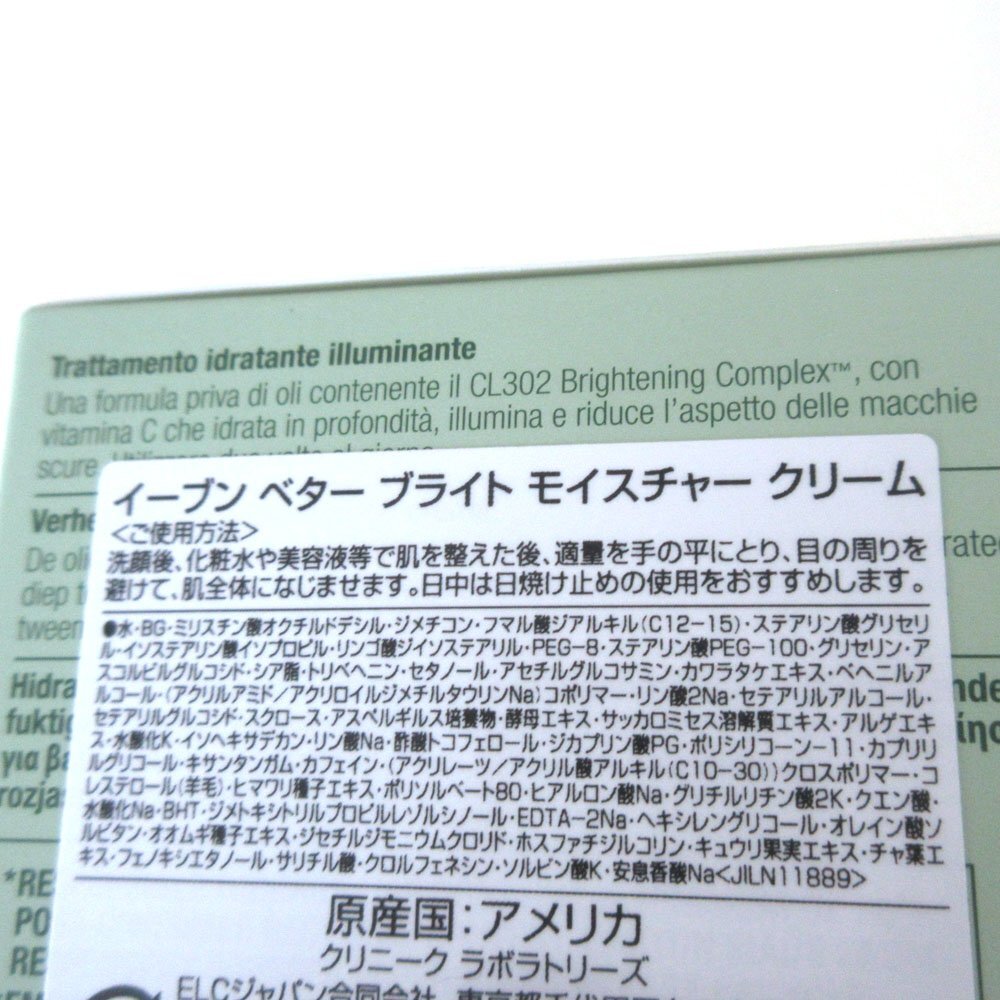 Trattamento idratante illuminante
Una formula priva di oli contenente il CL302 Brightening Complex™, con
vitamina C che idrata in profondità, illumina e riduce l'aspetto delle macchie
scure.
イーブン ベター ブライト モイスチャー クリーム
Verhe
<ご使用方法>
De oli
洗顔後、化粧水や美容液等で肌を整えた後、適量を手の平にとり、目の周りを
diep t
避けて、肌全体になじませます。日中は日焼け止めの使用をおすすめします。
tween
●水・BG・ミリスチン酸オクチルドデシル・ジメチコン・フマル酸ジアルキル(C12-15)・ステアリン酸グリセリ
ル・インステアリン酸イソプロピル・リンゴ酸ジイソステアリル・PEG-8・ステアリン酸PEG-100・グリセリン・ア
スコルビルグルコシド・シア脂・トリベヘニン・セタノール・アセチルグルコサミン・カワラタケエキス・ベヘニルア
ルコール・(アクリルアミド/アクリロイルジメチルタウリンNa)コポリマー・リン酸2Na・セテアリルアルコール・
セテアリルグルコシド・スクロース・アスペルギルス培養物・酵母エキス・サッカロミセス溶解質エキス・アルゲエキ
ス・水酸化K・イソヘキサデカン・リン酸Na・酢酸トコフェロール・ジカプリン酸PG・ポリシリコーン-11・カプリリ
ルグリコール・キサンタンガム・カフェイン・(アクリレーツ/アクリル酸アルキル(C10-30))クロスポリマー・コ
レステロール(羊毛)・ヒマワリ種子エキス・ポリソルベート80・ヒアルロン酸Na・グリチルリチン酸2K・クエン酸・
水酸化Na・BHT・ジメトキシトリルプロピルレゾルシノール・EDTA-2Na・ヘキシレングリコール・オレイン酸ソ
ルビタン・オオムギ種子エキス・ジセチルジモニウムクロリド・ホスファチジルコリン・キュウリ果実エキス・チャ葉エ
キス・フェノキシエタノール・サリチル酸・クロルフェネシン・ソルビン酸K・安息香酸Na<JILN11889>
Hidra
fuktig
για βα
rozjas
*RE
PO
RE
原産国:アメリカ
クリニーク ラボラトリーズ
ELCジャパン合同会社